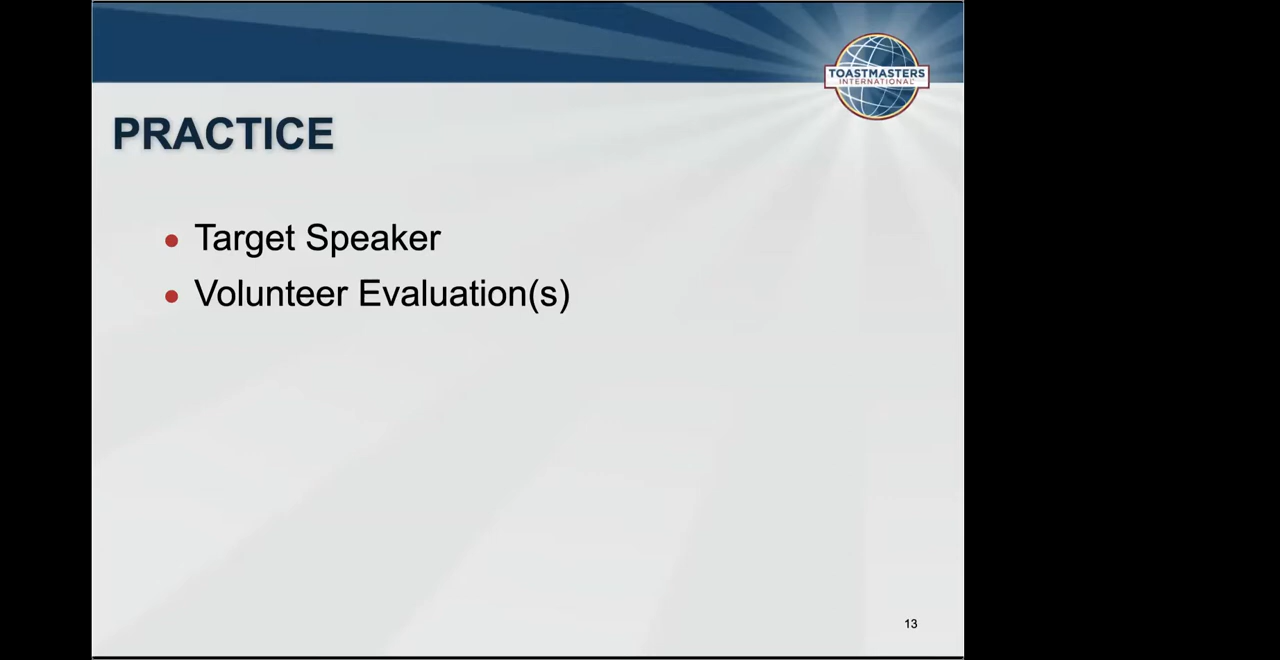 TOASTMASTERS
INTERNATIONAL
PRACTICE
• Target Speaker
• Volunteer Evaluation(s)
13